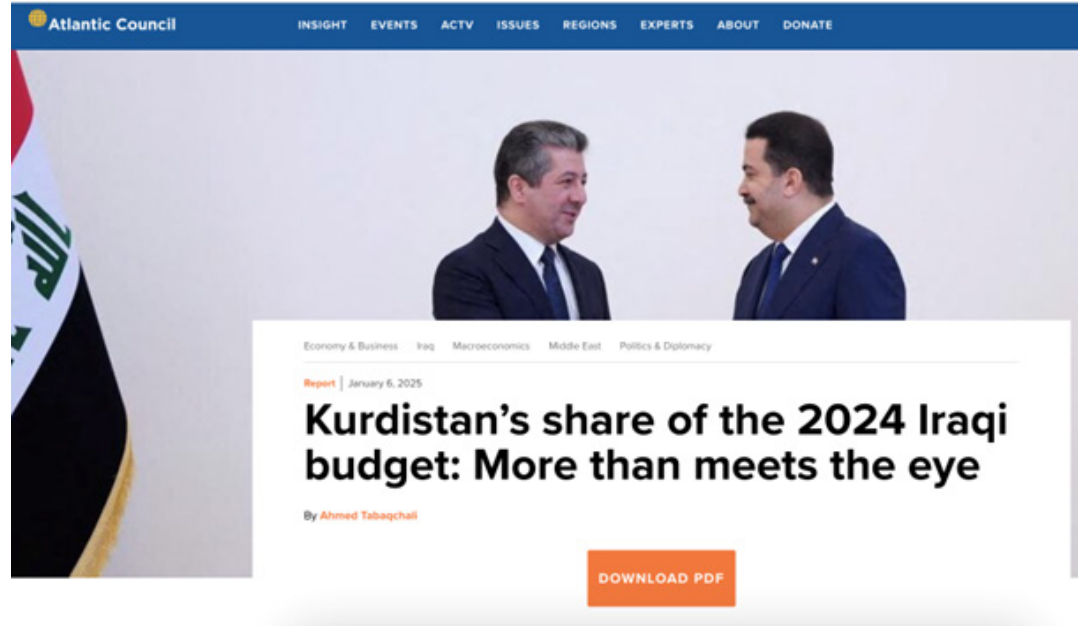 Atlantic Council
INSIGHT EVENTS ACTV ISSUES REGIONS EXPERTS ABOUT DONATE
Economy & Business Iraq Macroeconomics Middle East Politics & Diplomacy
Report | January 6, 2025
Kurdistan’s share of the 2024 Iraqi
budget: More than meets the eye
By Ahmed Tabaqchali
DOWNLOAD PDF